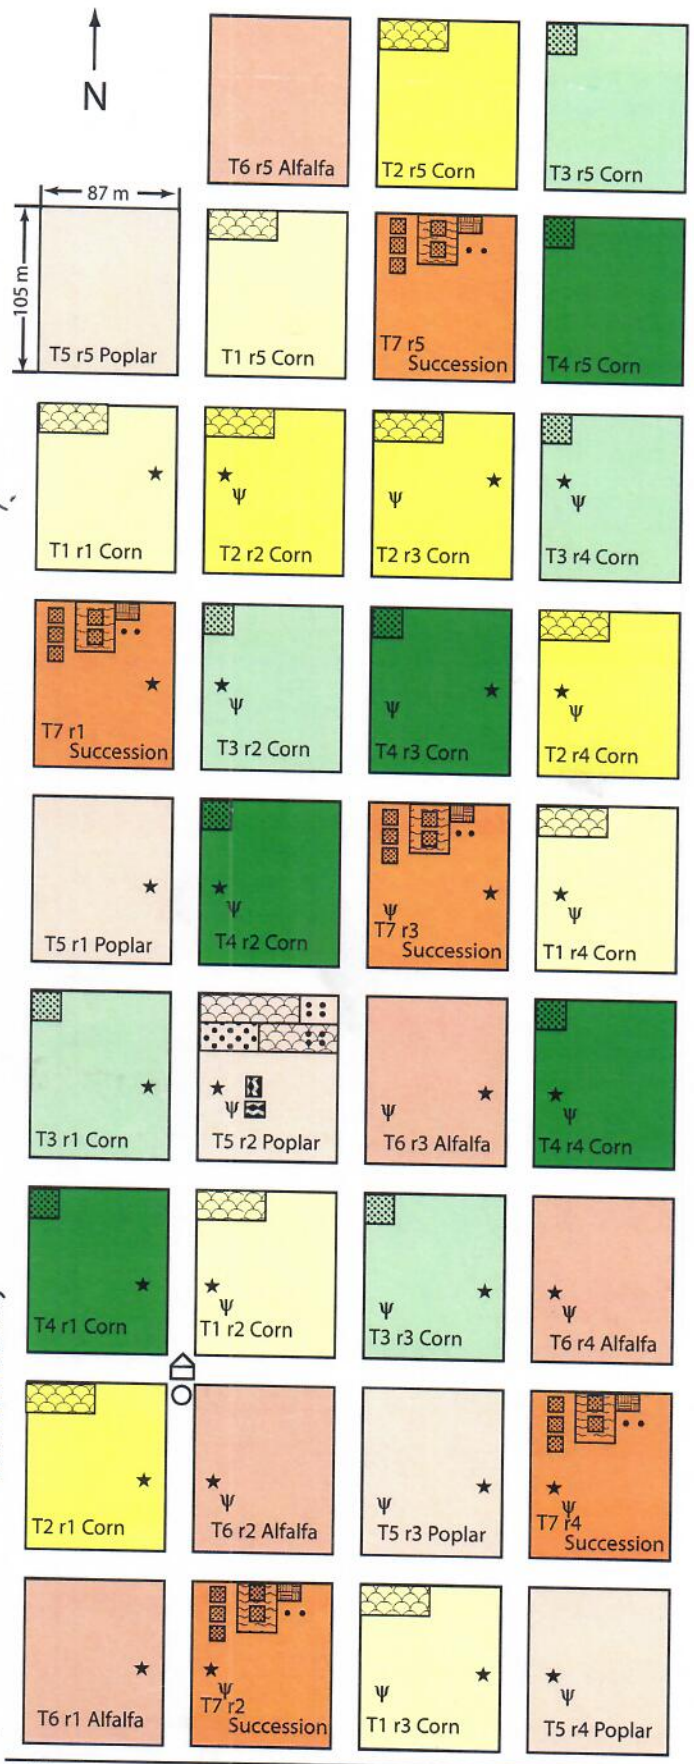 N
T6 r5 Alfalfa
T2 r5 Corn
T3 r5 Corn
87 m
105 m
T5 r5 Poplar
T1 r5 Corn
T7 r5
Succession
T4 r5 Corn
T1 r1 Corn
T2 r2 Corn
ψ
T2 r3 Corn
ψ
T3 r4 Corn
ψ
T7 r1
Succession
T3 r2 Corn
ψ
T4 r3 Corn
ψ
T2 r4 Corn
ψ
T5 r1 Poplar
T4 r2 Corn
ψ
T7 r3
Succession
ψ
T1 r4 Corn
ψ
T3 r1 Corn
T5 r2 Poplar
ψ
T6 r3 Alfalfa
ψ
T4 r4 Corn
ψ
T4 r1 Corn
T1 r2 Corn
ψ
T3 r3 Corn
ψ
T6 r4 Alfalfa
ψ
T2 r1 Corn
T6 r2 Alfalfa
ψ
T5 r3 Poplar
ψ
T7 r4
Succession
ψ
T6 r1 Alfalfa
T7 r2
Succession
ψ
T1 r3 Corn
ψ
T5 r4 Poplar
ψ